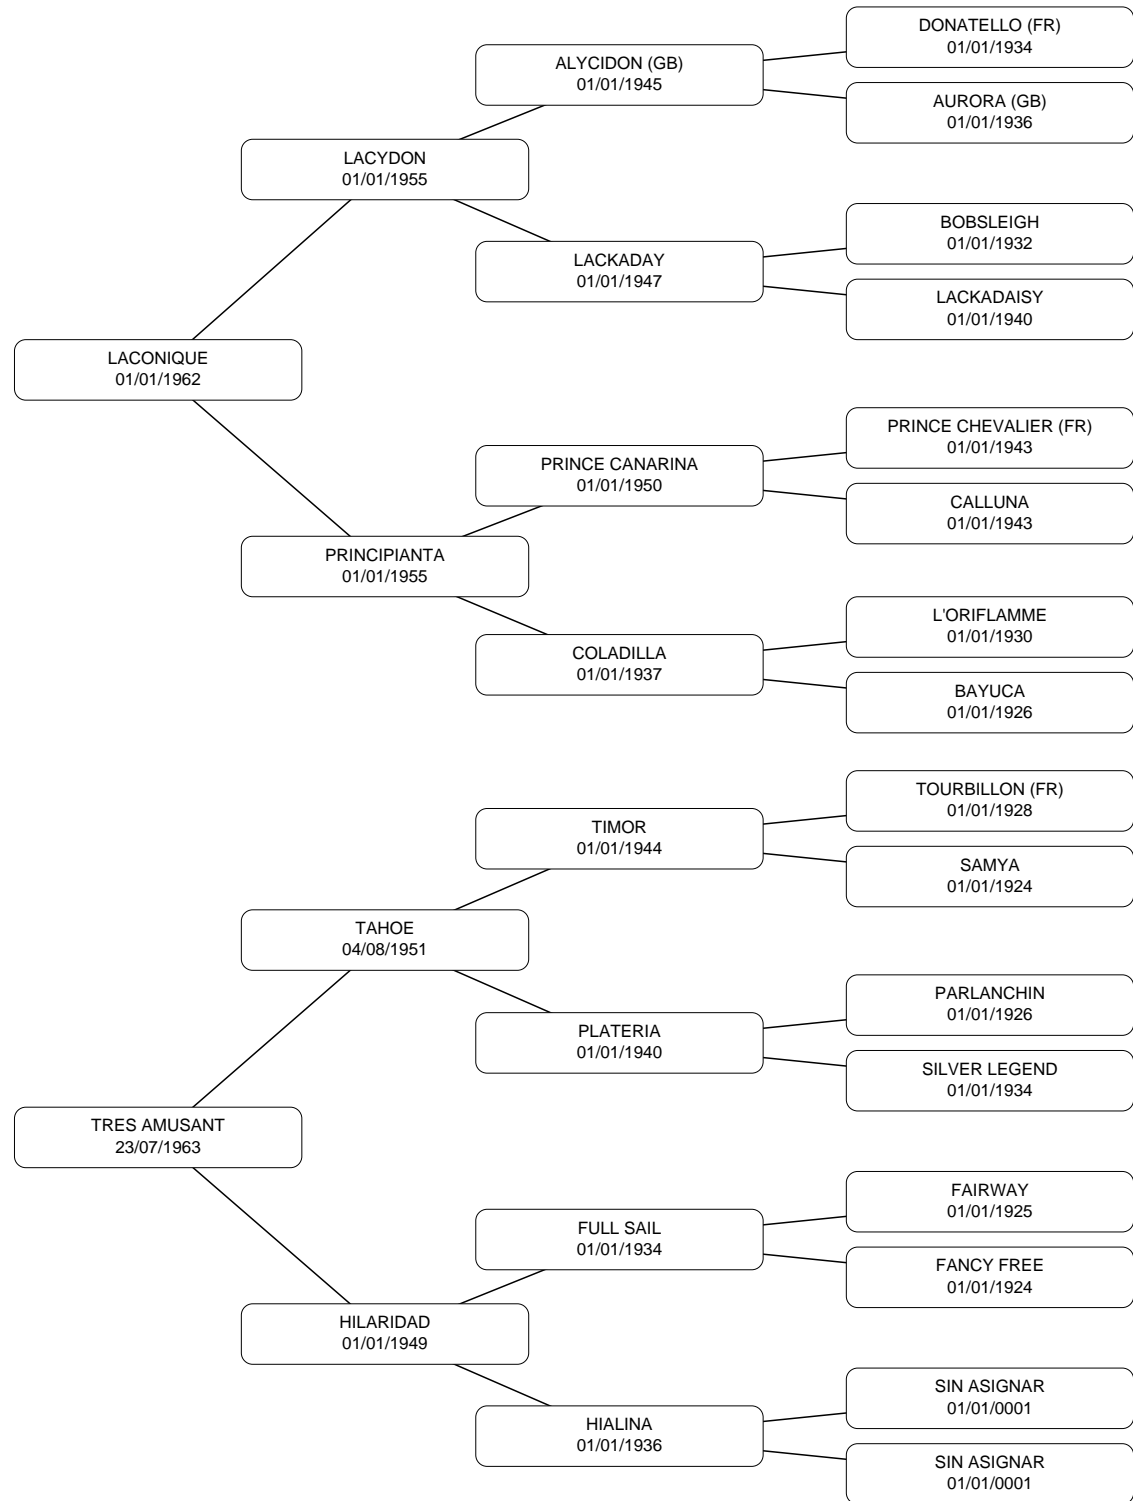 DONATELLO (FR)
01/01/1934
ALYCIDON (GB)
01/01/1945
AURORA (GB)
01/01/1936
LACYDON
01/01/1955
BOBSLEIGH
01/01/1932
LACKADAY
01/01/1947
LACKADAISY
01/01/1940
LACONIQUE
01/01/1962
PRINCE CHEVALIER (FR)
01/01/1943
PRINCE CANARINA
01/01/1950
CALLUNA
01/01/1943
PRINCIPIANTA
01/01/1955
L'ORIFLAMME
01/01/1930
COLADILLA
01/01/1937
BAYUCA
01/01/1926
TOURBILLON (FR)
01/01/1928
TIMOR
01/01/1944
SAMYA
01/01/1924
TAHOE
04/08/1951
PARLANCHIN
01/01/1926
PLATERIA
01/01/1940
SILVER LEGEND
01/01/1934
TRES AMUSANT
23/07/1963
FAIRWAY
01/01/1925
FULL SAIL
01/01/1934
FANCY FREE
01/01/1924
HILARIDAD
01/01/1949
SIN ASIGNAR
01/01/0001
HIALINA
01/01/1936
SIN ASIGNAR
01/01/0001